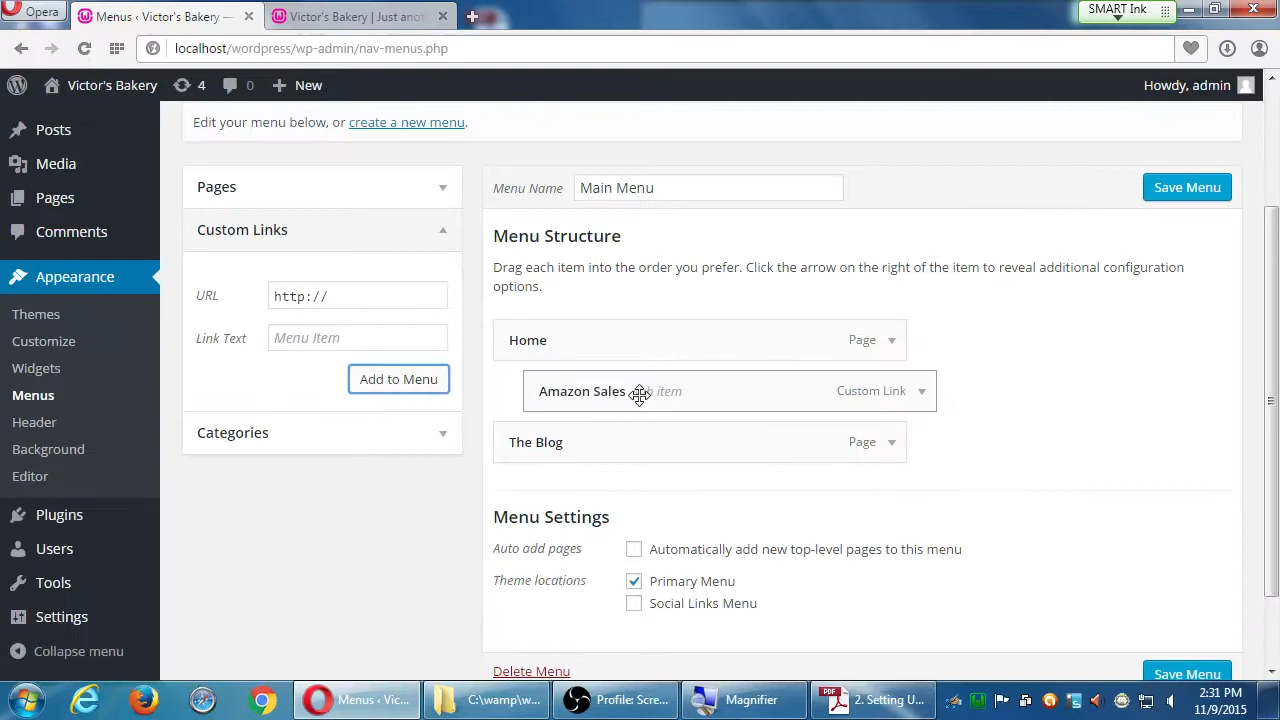 Opera
Menus ‹ Victor's Bakery —
Victor's Bakery | Just anot
SMART Ink
localhost/wordpress/wp-admin/nav-menus.php
Victor's Bakery
4
0
New
Howdy, admin
Posts
Media
Pages
Comments
Appearance
Themes
Customize
Widgets
Menus
Header
Background
Editor
Plugins
Users
Tools
Settings
Collapse menu
Edit your menu below, or create a new menu.
Pages
Custom Links
URL
http://
Link Text
Menu Item
Add to Menu
Categories
Menu Name
Main Menu
Save Menu
Menu Structure
Drag each item into the order you prefer. Click the arrow on the right of the item to reveal additional configuration
options.
Home
Page
Amazon Sales
item
Custom Link
The Blog
Page
Menu Settings
Auto add pages
Automatically add new top-level pages to this menu
Theme locations
Primary Menu
Social Links Menu
Delete Menu
Save Menu
Menus ‹ Vic...
C:\wamp\w...
Profile: Scre...
Magnifier
PDF
2. Setting U...
2:31 PM
11/9/2015